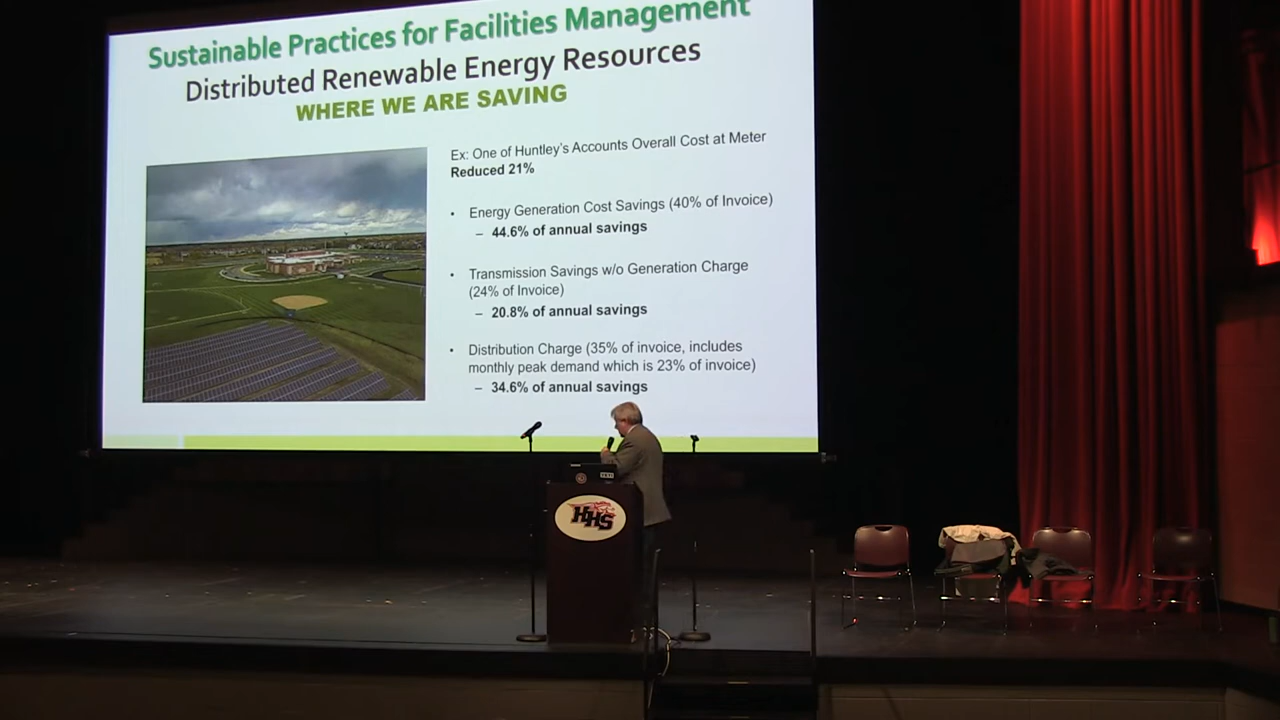 Sustainable Practices for Facilities Management
Distributed Renewable Energy Resources
WHERE WE ARE SAVING
Ex: One of Huntley's Accounts Overall Cost at Meter
Reduced 21%
• Energy Generation Cost Savings (40% of Invoice)
– 44.6% of annual savings
• Transmission Savings w/o Generation Charge
(24% of Invoice)
– 20.8% of annual savings
• Distribution Charge (35% of invoice, includes
monthly peak demand which is 23% of invoice)
– 34.6% of annual savings
HHS